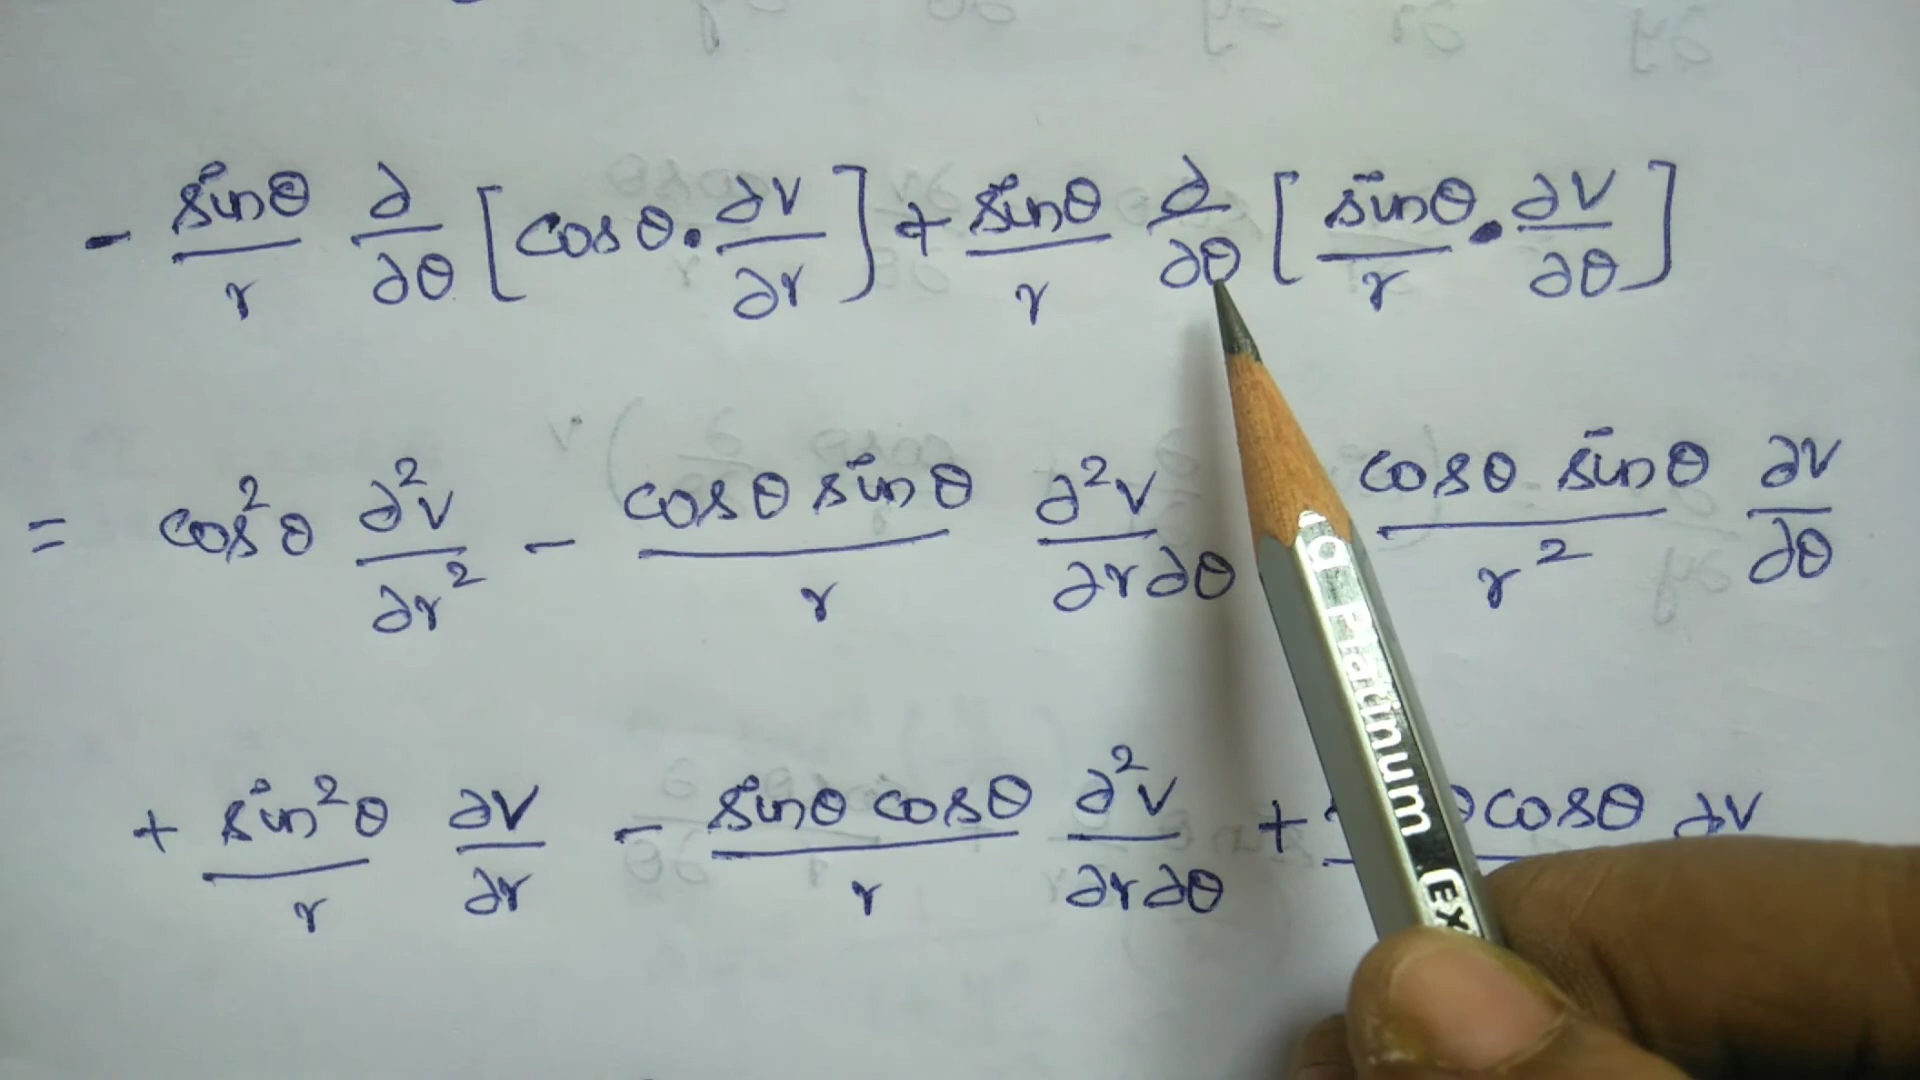 - sinθ/r ∂/∂θ [cosθ · ∂v/∂r] + sinθ/r ∂/∂θ [sinθ/r · ∂v/∂θ]
= cos²θ ∂²v/∂r² - cosθ sinθ/r ∂²v/∂r∂θ cosθ sinθ/r² ∂v/∂θ
+ sin²θ/r ∂v/∂r - sinθ cosθ/r ∂²v/∂r∂θ + θ cosθ ∂v
Platinum
EX